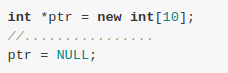 int *ptr = new int[10];
//................
ptr = NULL;